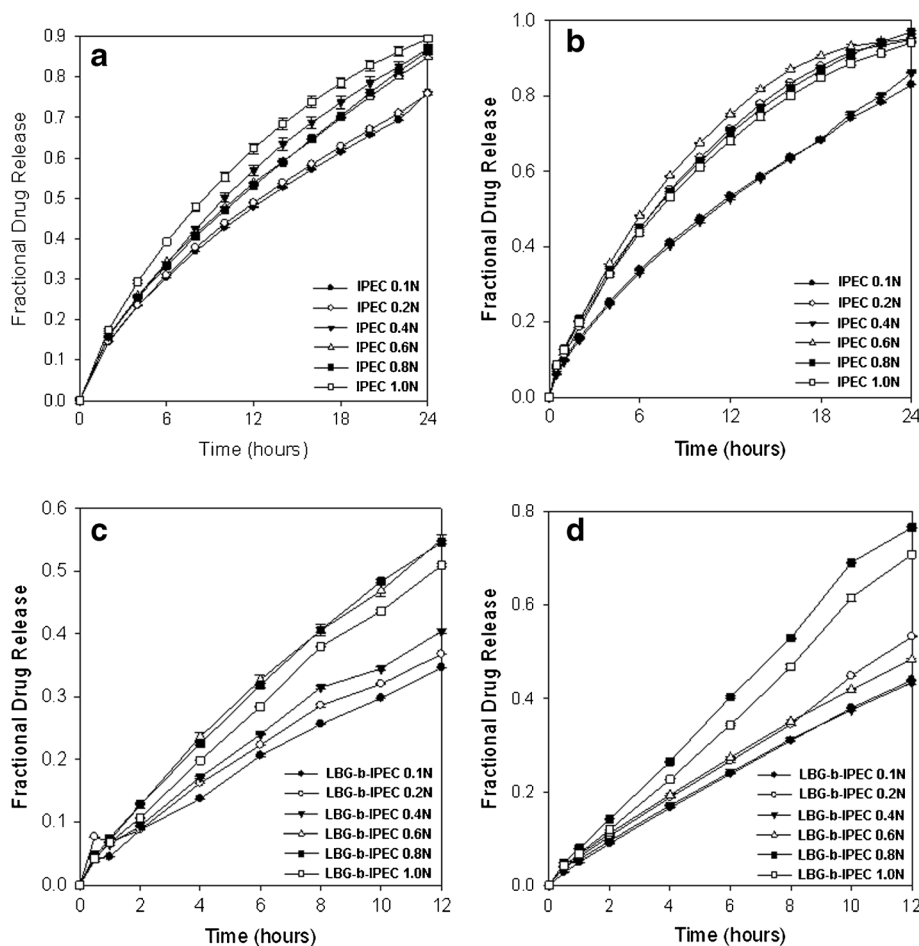 a
Fractional Drug Release
0.9
0.8
0.7
0.6
0.5
0.4
0.3
0.2
0.1
0.0
IPEC 0.1N
IPEC 0.2N
IPEC 0.4N
IPEC 0.6N
IPEC 0.8N
IPEC 1.0N
0 6 12 18 24
Time (hours)
b
Fractional Drug Release
1.0
0.8
0.6
0.4
0.2
0.0
IPEC 0.1N
IPEC 0.2N
IPEC 0.4N
IPEC 0.6N
IPEC 0.8N
IPEC 1.0N
0 6 12 18 24
Time (hours)
c
Fractional Drug Release
0.6
0.5
0.4
0.3
0.2
0.1
0.0
LBG-b-IPEC 0.1N
LBG-b-IPEC 0.2N
LBG-b-IPEC 0.4N
LBG-b-IPEC 0.6N
LBG-b-IPEC 0.8N
LBG-b-IPEC 1.0N
0 2 4 6 8 10 12
Time (hours)
d
Fractional Drug Release
0.8
0.6
0.4
0.2
0.0
LBG-b-IPEC 0.1N
LBG-b-IPEC 0.2N
LBG-b-IPEC 0.4N
LBG-b-IPEC 0.6N
LBG-b-IPEC 0.8N
LBG-b-IPEC 1.0N
0 2 4 6 8 10 12
Time (hours)